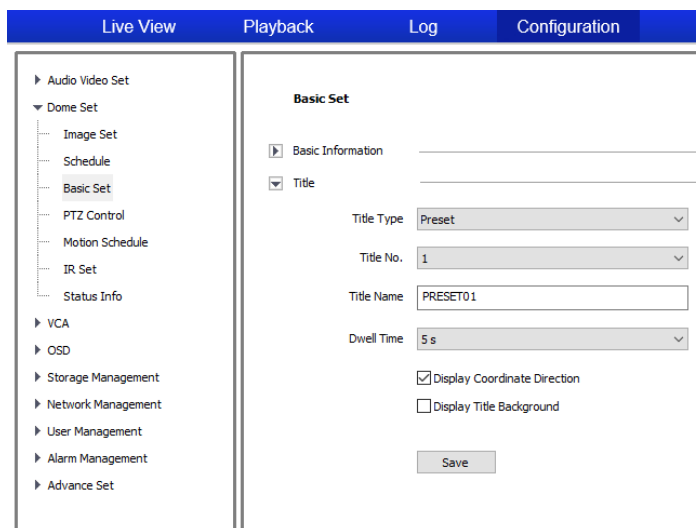 Live View Playback Log Configuration
Audio Video Set
Dome Set
Image Set
Schedule
Basic Set
PTZ Control
Motion Schedule
IR Set
Status Info
VCA
OSD
Storage Management
Network Management
User Management
Alarm Management
Advance Set
Basic Set
Basic Information
Title
Title Type Preset
Title No. 1
Title Name PRESET01
Dwell Time 5 s
Display Coordinate Direction
Display Title Background
Save